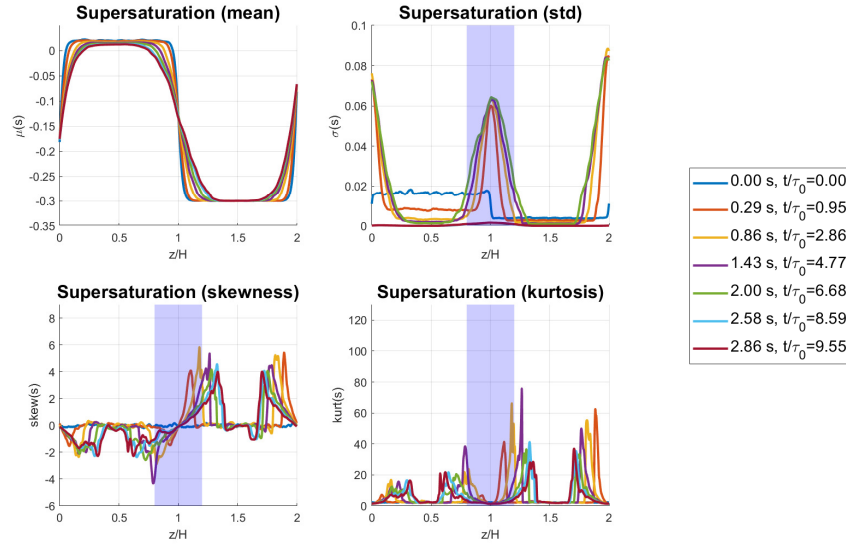 Supersaturation (mean)
0
-0.05
-0.1
-0.15
-0.2
-0.25
-0.3
-0.35
μ(s)
0 0.5 1 1.5 2
z/H
Supersaturation (std)
0.1
0.08
0.06
0.04
0.02
0
σ(s)
0 0.5 1 1.5 2
z/H
Supersaturation (skewness)
8
6
4
2
0
-2
-4
-6
skew(s)
0 0.5 1 1.5 2
z/H
Supersaturation (kurtosis)
120
100
80
60
40
20
0
kurt(s)
0 0.5 1 1.5 2
z/H
0.00 s, t/τ0=0.00
0.29 s, t/τ0=0.95
0.86 s, t/τ0=2.86
1.43 s, t/τ0=4.77
2.00 s, t/τ0=6.68
2.58 s, t/τ0=8.59
2.86 s, t/τ0=9.55